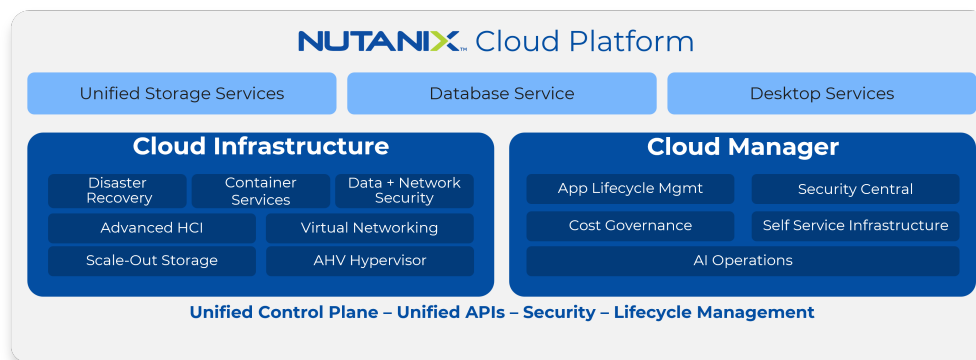 NUTANIX™ Cloud Platform
Unified Storage Services
Database Service
Desktop Services
Cloud Infrastructure
Disaster
Recovery
Container
Services
Data + Network
Security
Advanced HCI
Virtual Networking
Scale-Out Storage
AHV Hypervisor
Cloud Manager
App Lifecycle Mgmt
Security Central
Cost Governance
Self Service Infrastructure
AI Operations
Unified Control Plane – Unified APIs – Security – Lifecycle Management